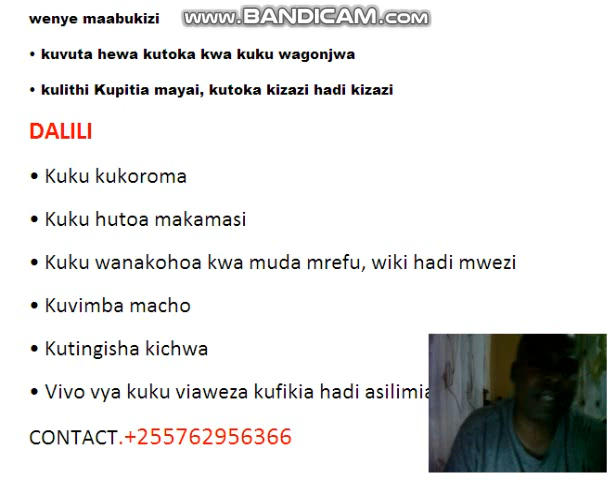 wenye maabukizi
www.BANDICAM.com
• kuvuta hewa kutoka kwa kuku wagonjwa
• kulithi Kupitia mayai, kutoka kizazi hadi kizazi
DALILI
• Kuku kukoroma
• Kuku hutoa makamasi
• Kuku wanakohoa kwa muda mrefu, wiki hadi mwezi
• Kuvimba macho
• Kutingisha kichwa
• Vivo vya kuku viaweza kufikia hadi asilimia
CONTACT.+255762956366